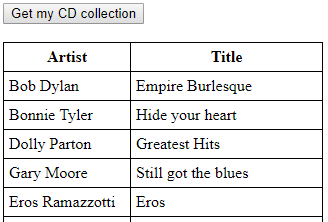 Get my CD collection
Artist Title
Bob Dylan Empire Burlesque
Bonnie Tyler Hide your heart
Dolly Parton Greatest Hits
Gary Moore Still got the blues
Eros Ramazzotti Eros